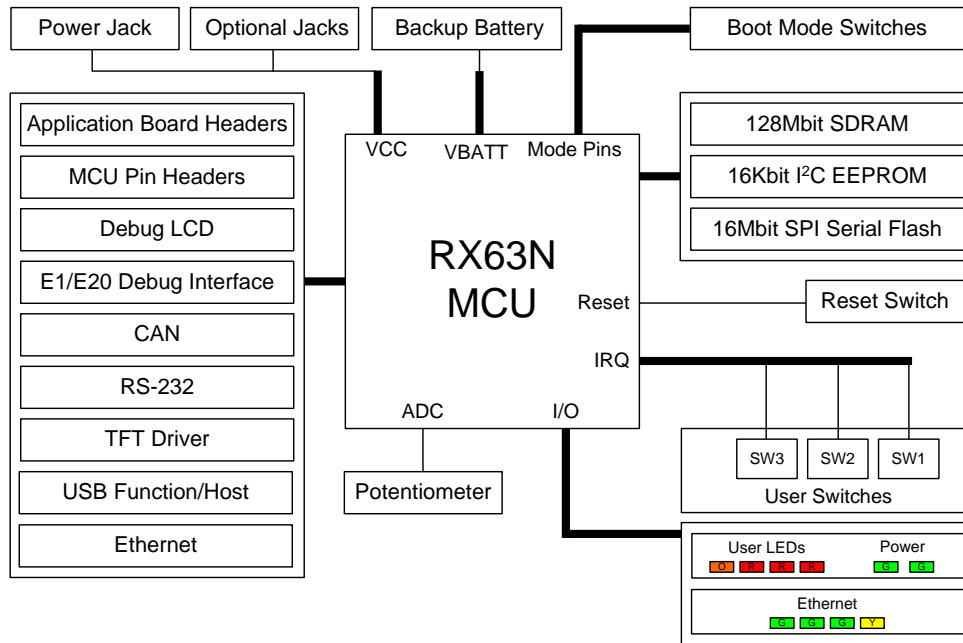 Power Jack
Optional Jacks
Backup Battery
Boot Mode Switches
Application Board Headers
MCU Pin Headers
Debug LCD
E1/E20 Debug Interface
CAN
RS-232
TFT Driver
USB Function/Host
Ethernet
VCC
VBATT
Mode Pins
RX63N
MCU
Reset
IRQ
ADC
I/O
Potentiometer
128Mbit SDRAM
16Kbit I²C EEPROM
16Mbit SPI Serial Flash
Reset Switch
SW3
SW2
SW1
User Switches
User LEDs
Power
O R R R
G G
Ethernet
G G G Y